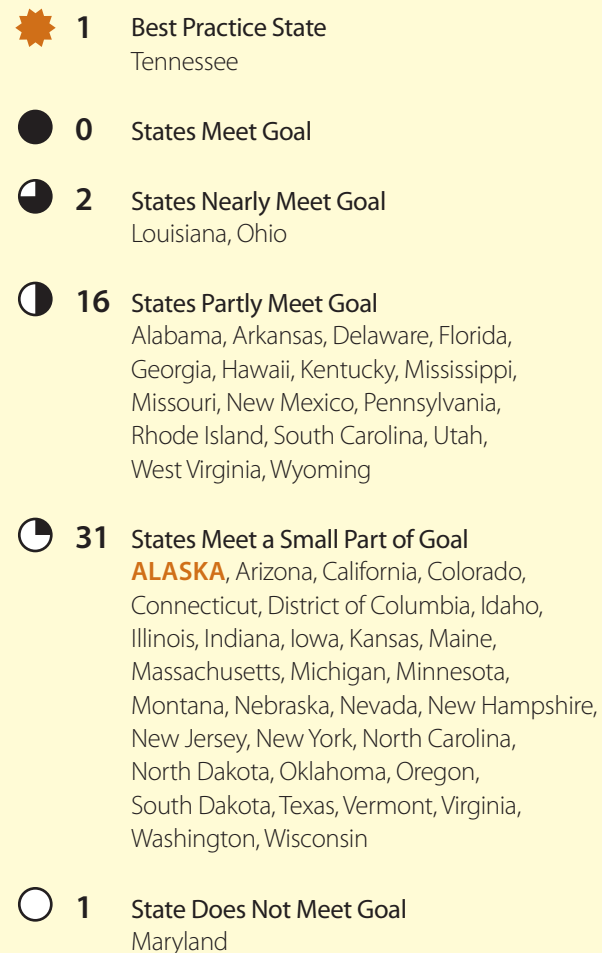 1 Best Practice State
Tennessee
0 States Meet Goal
2 States Nearly Meet Goal
Louisiana, Ohio
16 States Partly Meet Goal
Alabama, Arkansas, Delaware, Florida,
Georgia, Hawaii, Kentucky, Mississippi,
Missouri, New Mexico, Pennsylvania,
Rhode Island, South Carolina, Utah,
West Virginia, Wyoming
31 States Meet a Small Part of Goal
ALASKA, Arizona, California, Colorado,
Connecticut, District of Columbia, Idaho,
Illinois, Indiana, Iowa, Kansas, Maine,
Massachusetts, Michigan, Minnesota,
Montana, Nebraska, Nevada, New Hampshire,
New Jersey, New York, North Carolina,
North Dakota, Oklahoma, Oregon,
South Dakota, Texas, Vermont, Virginia,
Washington, Wisconsin
1 State Does Not Meet Goal
Maryland